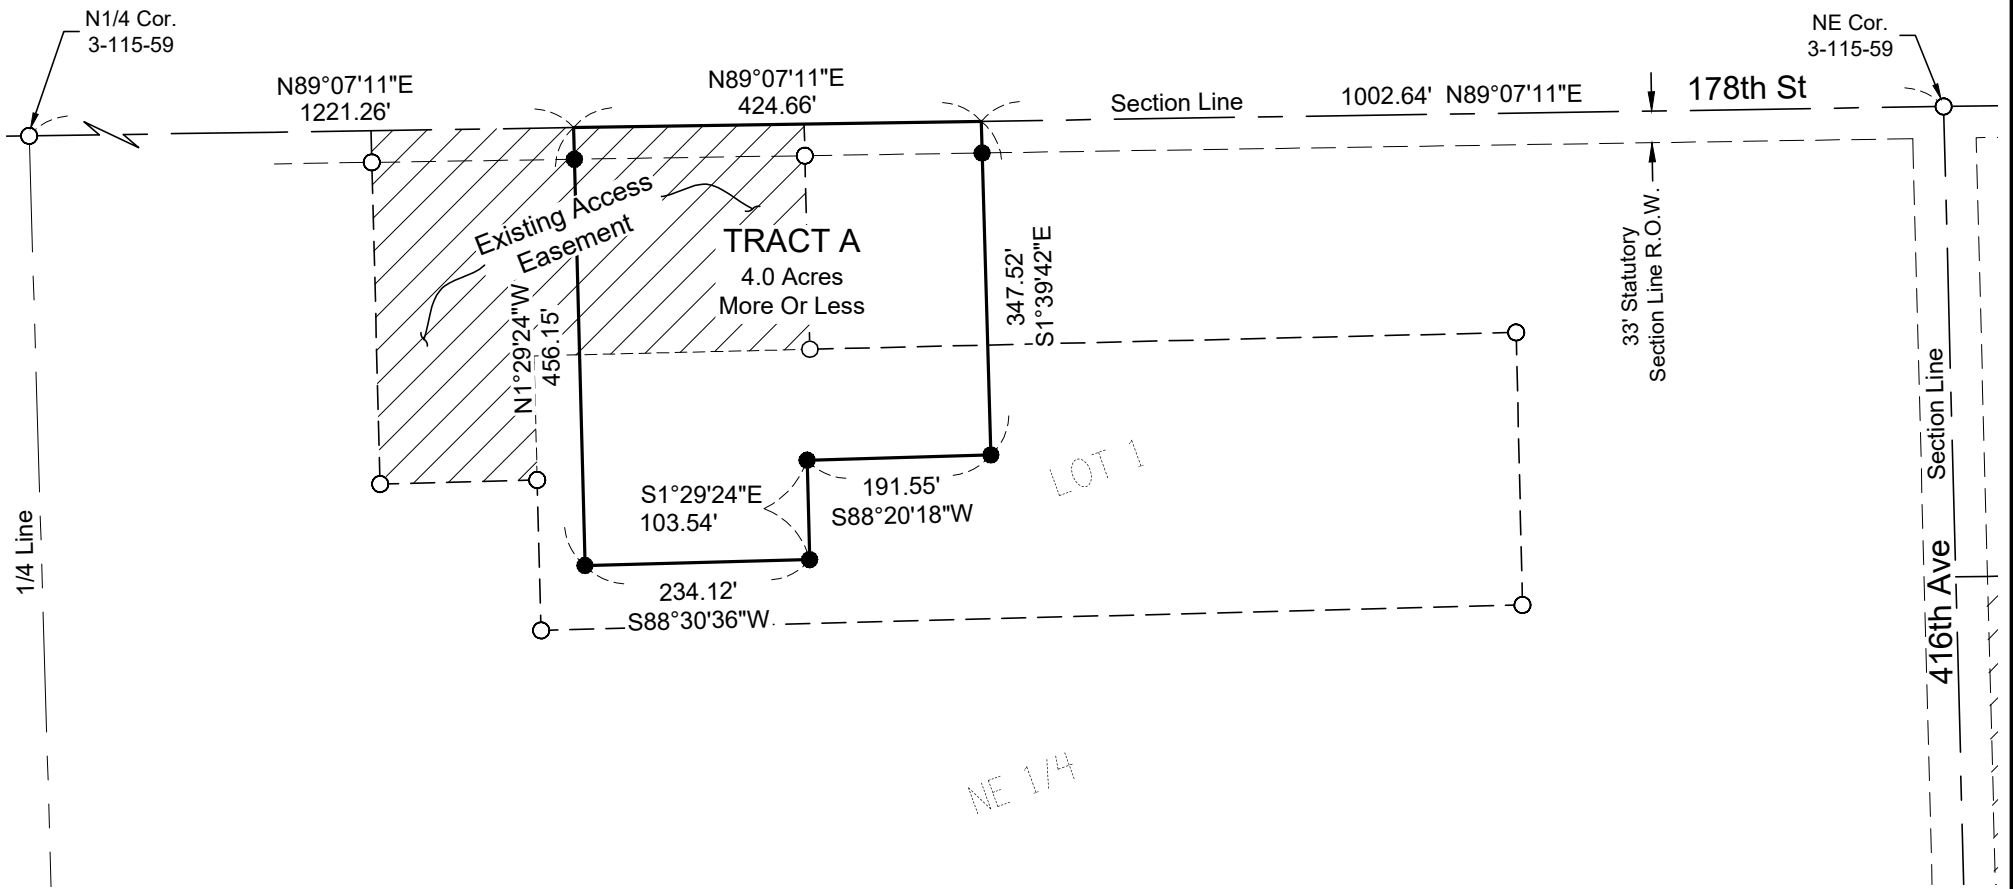 N1/4 Cor.
3-115-59
NE Cor.
3-115-59
N89°07'11"E
1221.26'
N89°07'11"E
424.66'
Section Line
1002.64' N89°07'11"E
178th St
Existing Access
Easement
TRACT A
4.0 Acres
More Or Less
N1°29'24"W
456.15'
347.52'
S1°39'42"E
33' Statutory
Section Line R.O.W.
Section Line
416th Ave
1/4 Line
S1°29'24"E
103.54'
191.55'
S88°20'18"W
LOT 1
234.12'
S88°30'36"W
NE 1/4